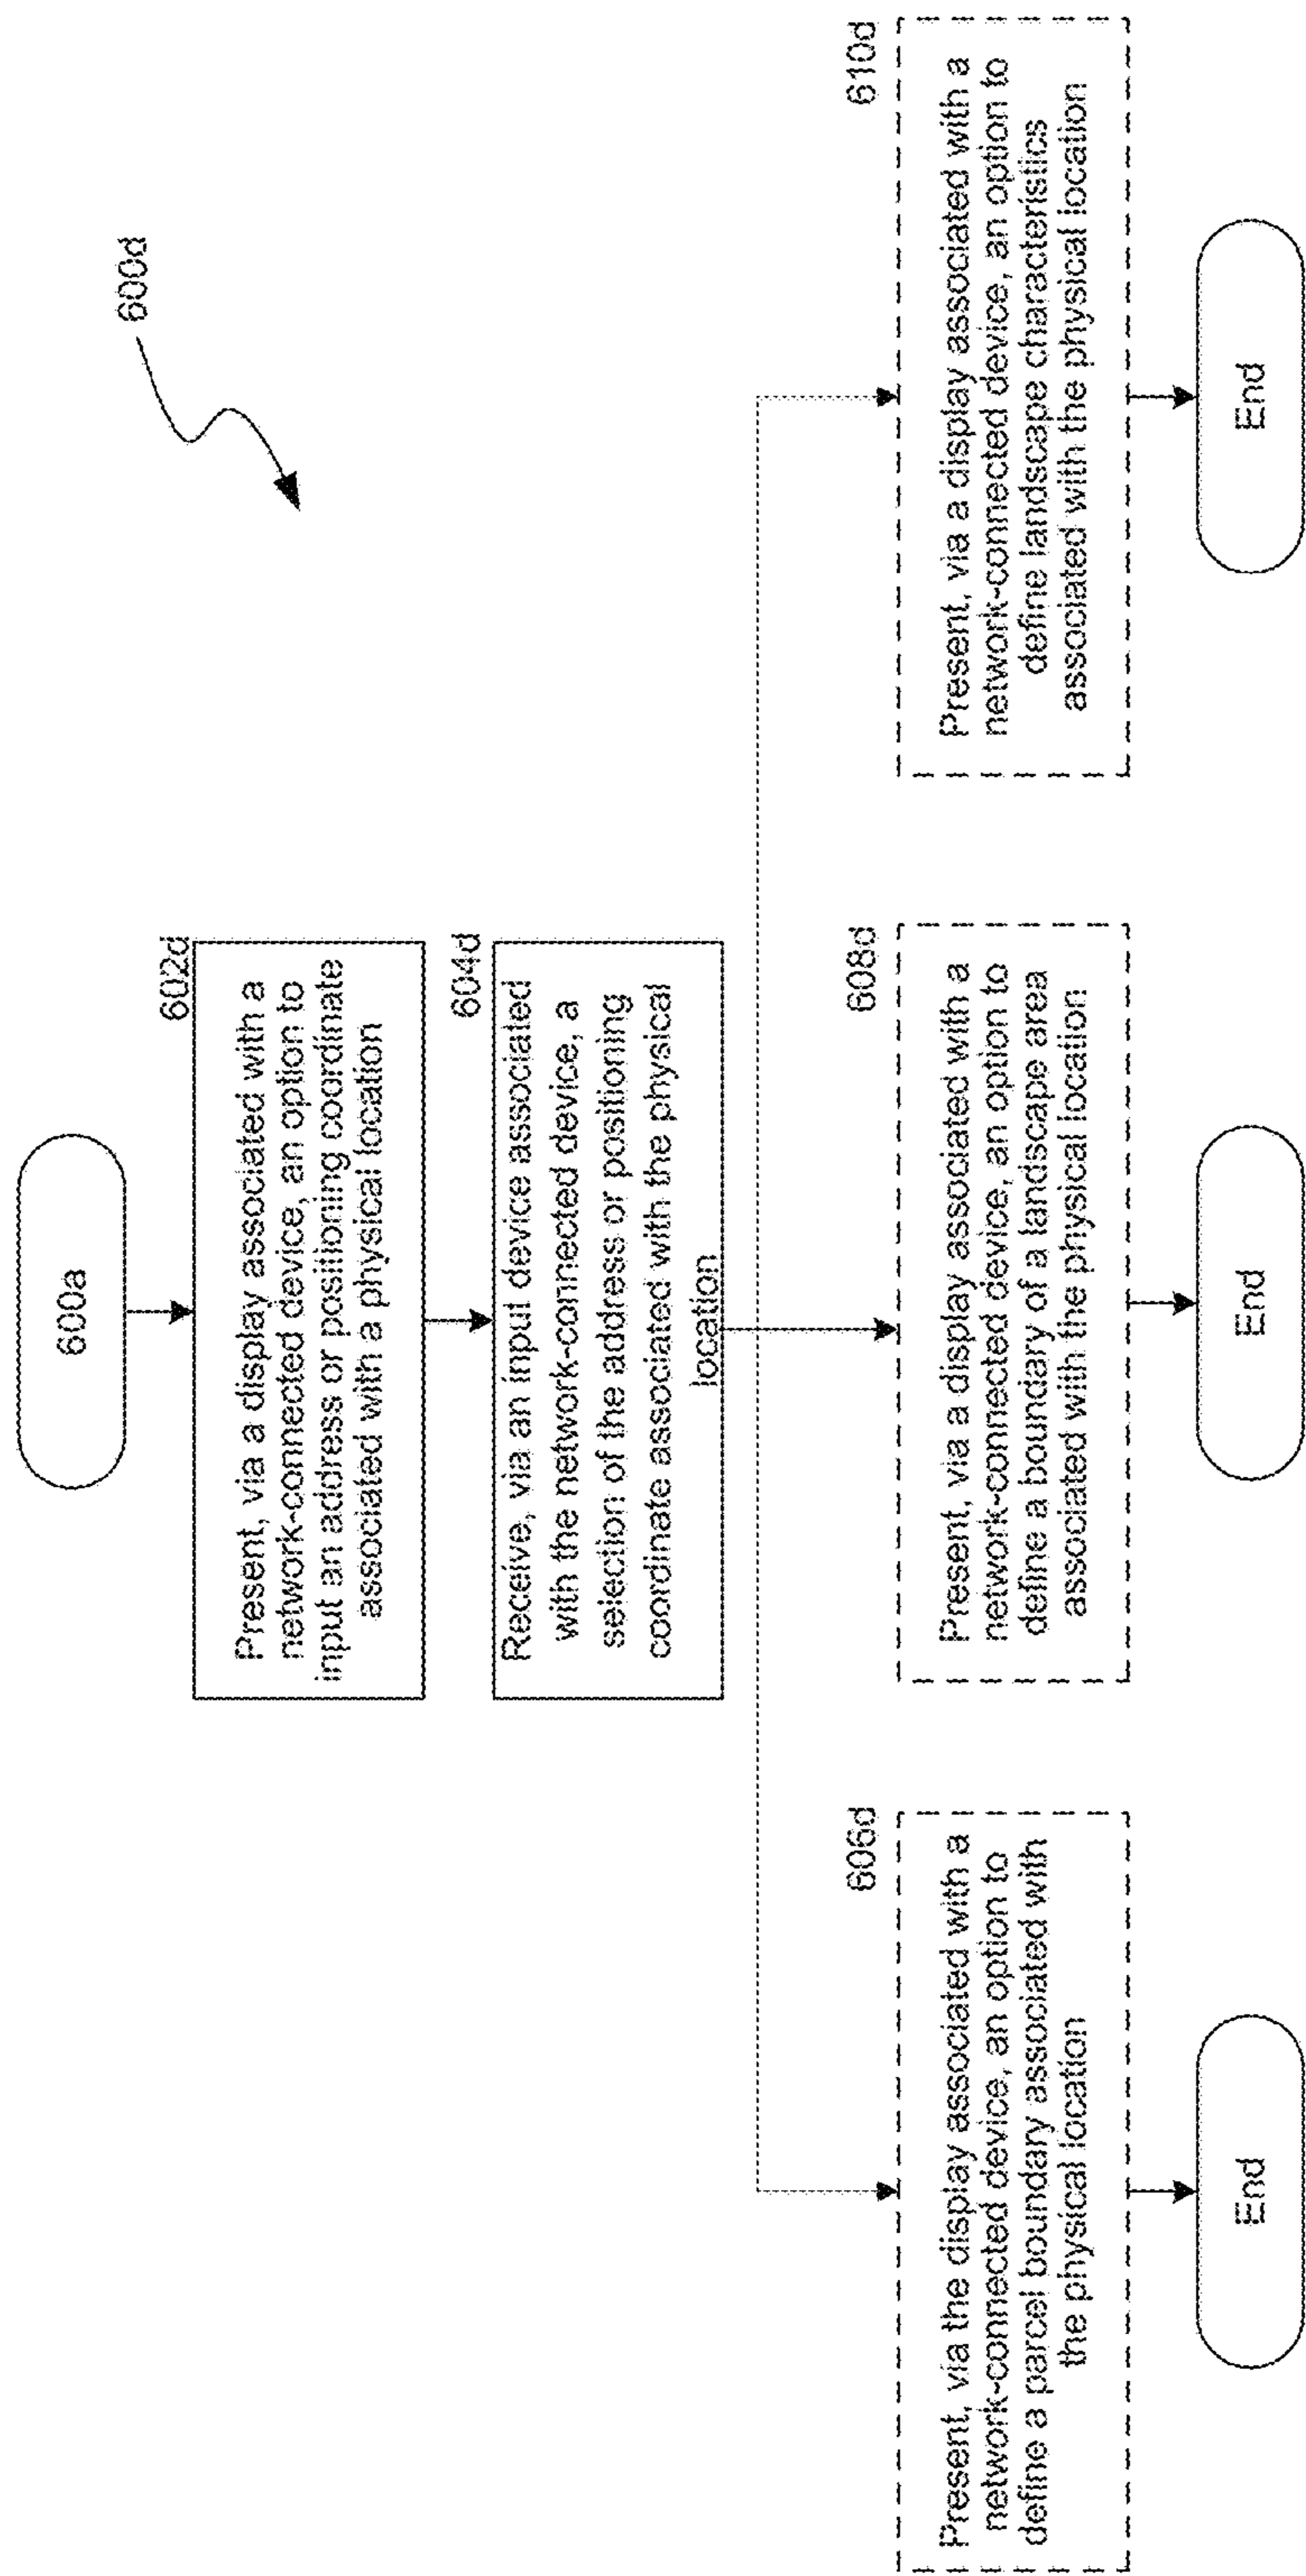 600d
600a
602d
Present, via a display associated with a
network-connected device, an option to
input an address or positioning coordinate
associated with a physical location
604d
Receive, via an input device associated
with the network-connected device, a
selection of the address or positioning
coordinate associated with the physical
location
606d
Present, via the display associated with a
network-connected device, an option to
define a parcel boundary associated with
the physical location
End
608d
Present, via a display associated with a
network-connected device, an option to
define a boundary of a landscape area
associated with the physical location
End
610d
Present, via a display associated with a
network-connected device, an option to
define landscape characteristics
associated with the physical location
End